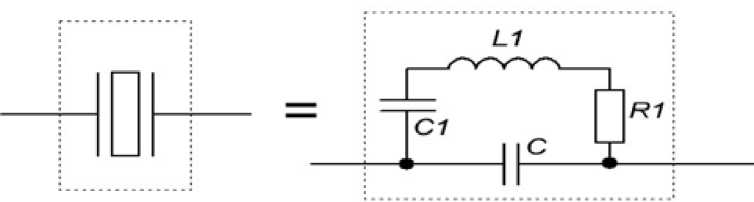 L1
=
C1
R1
C